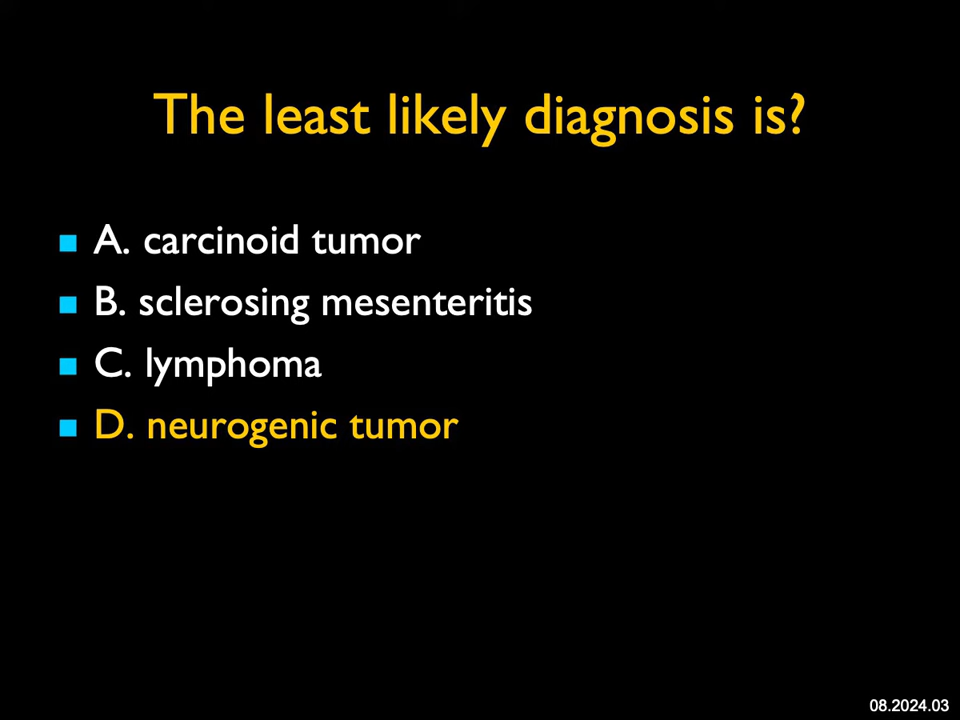 The least likely diagnosis is?
A. carcinoid tumor
B. sclerosing mesenteritis
C. lymphoma
D. neurogenic tumor
08.2024.03